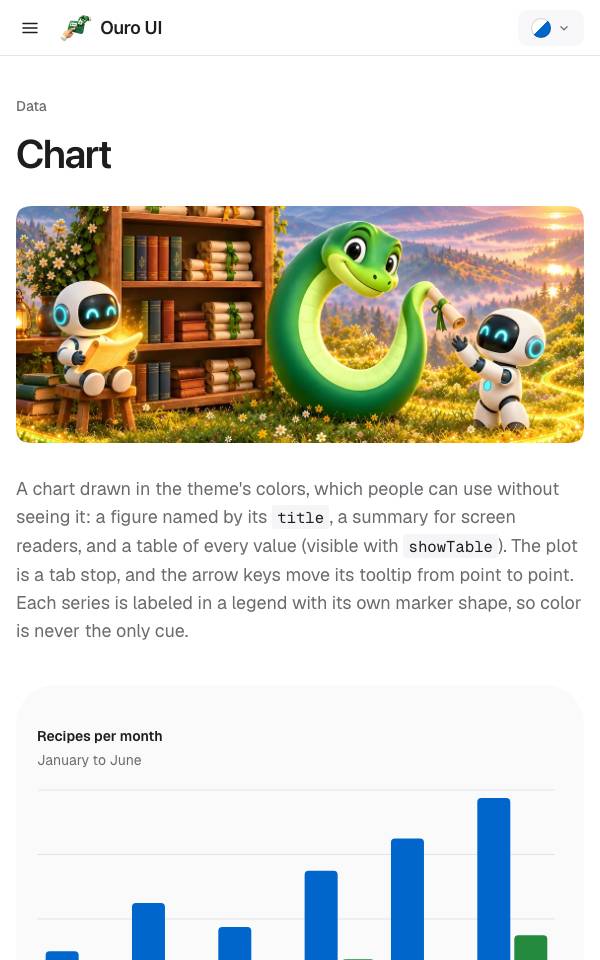 Ouro UI
Data
Chart
A chart drawn in the theme's colors, which people can use without
seeing it: a figure named by its title, a summary for screen
readers, and a table of every value (visible with showTable). The plot
is a tab stop, and the arrow keys move its tooltip from point to point.
Each series is labeled in a legend with its own marker shape, so color
is never the only cue.
Recipes per month
January to June